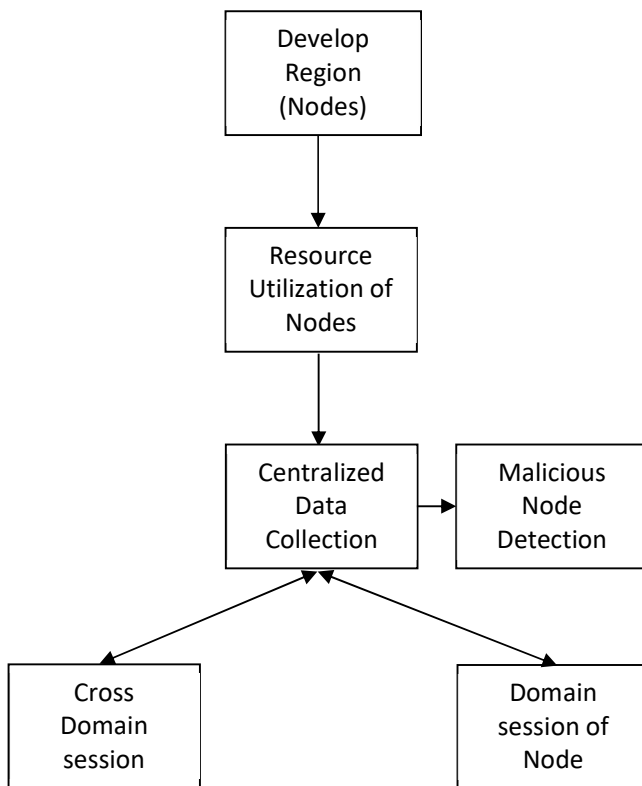 Develop
Region
(Nodes)
Resource
Utilization of
Nodes
Centralized
Data
Collection
Malicious
Node
Detection
Cross
Domain
session
Domain
session of
Node